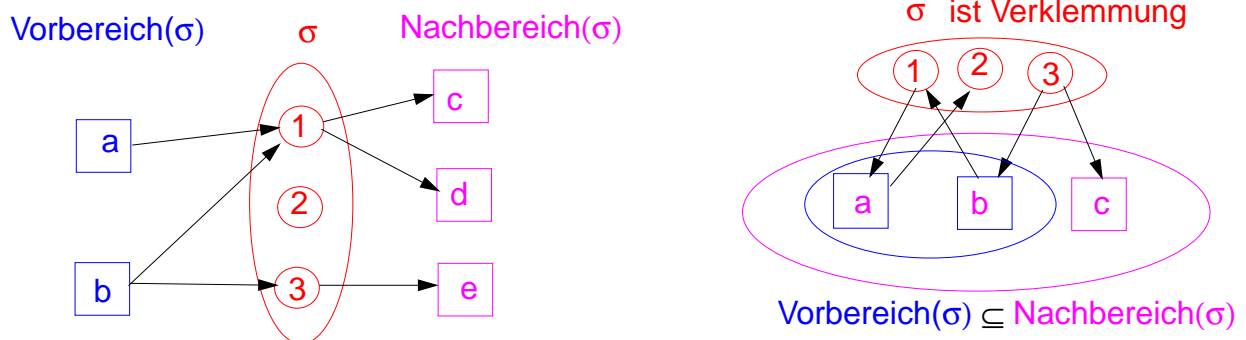 Vorbereich(σ)
σ
Nachbereich(σ)
a
b
1
2
3
c
d
e
σ ist Verklemmung
1
2
3
a
b
c
Vorbereich(σ) ⊆ Nachbereich(σ)